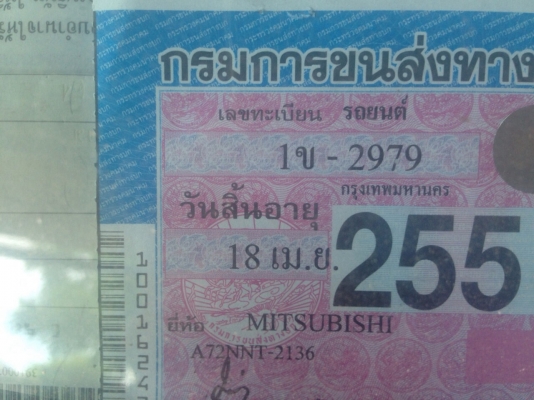 กรมการขนส่งทาง
เลขทะเบียน รถยนต์
1ข - 2979
กรุงเทพมหานคร
วันสิ้นอายุ
18 เม.ย. 255
ยี่ห้อ MITSUBISHI
A72NNT-2136
1001624